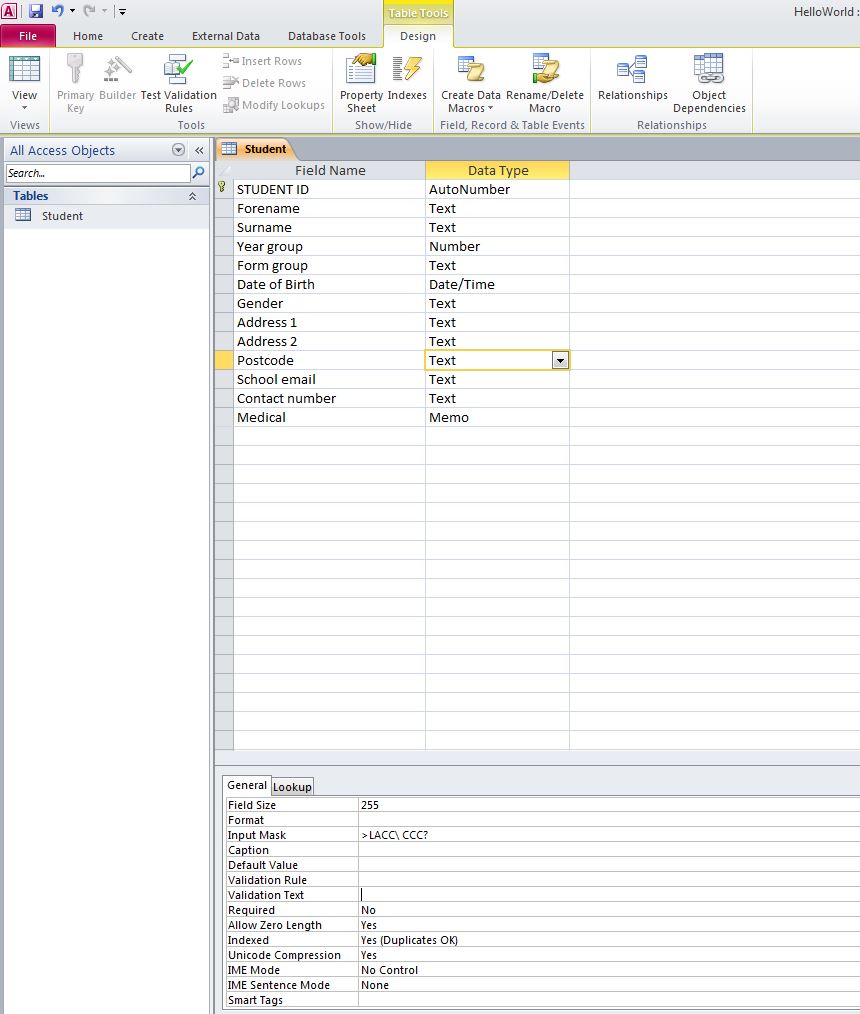 A
HelloWorld :
Table Tools
File Home Create External Data Database Tools Design
View
Views
Primary Key
Builder
Test Validation Rules
Insert Rows
Delete Rows
Modify Lookups
Tools
Property Sheet
Indexes
Show/Hide
Create Data Macros
Rename/Delete Macro
Field, Record & Table Events
Relationships
Object Dependencies
Relationships
All Access Objects «
Search...
Tables
Student
Student
Field Name Data Type
STUDENT ID AutoNumber
Forename Text
Surname Text
Year group Number
Form group Text
Date of Birth Date/Time
Gender Text
Address 1 Text
Address 2 Text
Postcode Text
School email Text
Contact number Text
Medical Memo
General Lookup
Field Size 255
Format
Input Mask >LACC\ CCC?
Caption
Default Value
Validation Rule
Validation Text
Required No
Allow Zero Length Yes
Indexed Yes (Duplicates OK)
Unicode Compression Yes
IME Mode No Control
IME Sentence Mode None
Smart Tags